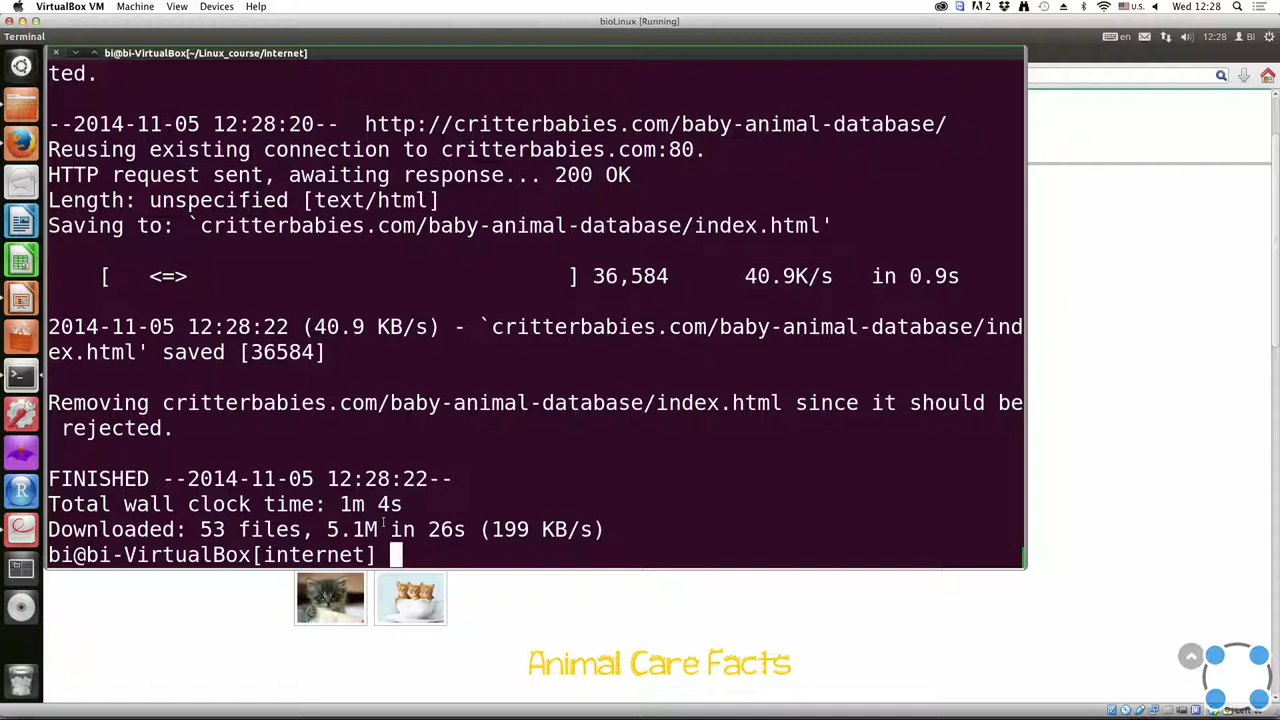 VirtualBox VM Machine View Devices Help
2 U.S. Wed 12:28
bioLinux [Running]
Terminal
en 12:28 BI
bi@bi-VirtualBox[~/Linux_course/internet]
ted.
--2014-11-05 12:28:20-- http://critterbabies.com/baby-animal-database/
Reusing existing connection to critterbabies.com:80.
HTTP request sent, awaiting response... 200 OK
Length: unspecified [text/html]
Saving to: `critterbabies.com/baby-animal-database/index.html'
[ <=> ] 36,584 40.9K/s in 0.9s
2014-11-05 12:28:22 (40.9 KB/s) - `critterbabies.com/baby-animal-database/ind
ex.html' saved [36584]
Removing critterbabies.com/baby-animal-database/index.html since it should be
rejected.
FINISHED --2014-11-05 12:28:22--
Total wall clock time: 1m 4s
Downloaded: 53 files, 5.1M in 26s (199 KB/s)
bi@bi-VirtualBox[internet]
R
Animal Care Facts
Left